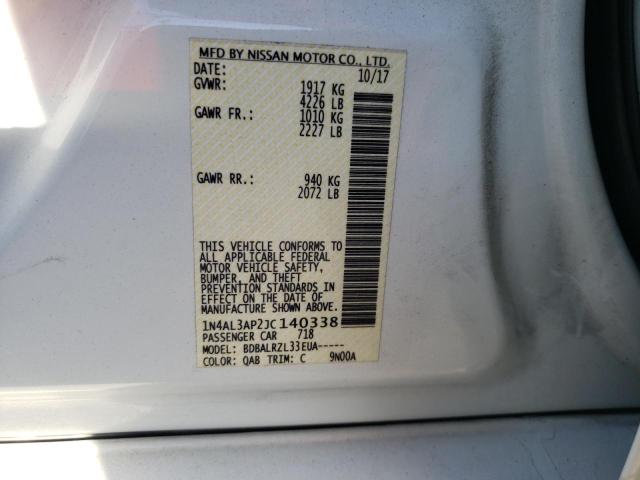 MFD BY NISSAN MOTOR CO., LTD.
DATE: 10/17
GVWR: 1917 KG
4226 LB
GAWR FR.: 1010 KG
2227 LB
GAWR RR.: 940 KG
2072 LB
THIS VEHICLE CONFORMS TO
ALL APPLICABLE FEDERAL
MOTOR VEHICLE SAFETY,
BUMPER, AND THEFT
PREVENTION STANDARDS IN
EFFECT ON THE DATE OF
MANUFACTURE SHOWN ABOVE.
1N4AL3AP2JC140338
PASSENGER CAR 718
MODEL: BDBALRZL33EUA-----
COLOR: QAB TRIM: C 9N00A